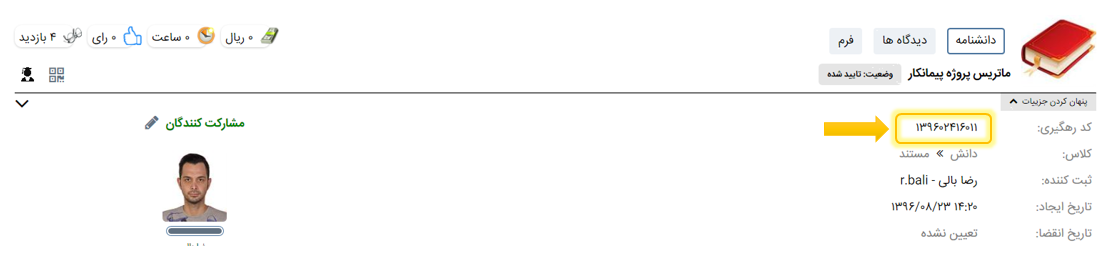 دانشنامه دیدگاه ها فرم
۰ ریال ۰ ساعت ۰ رای ۴ بازدید
ماتریس پروژه پیمانکار وضعیت: تایید شده
پنهان کردن جزییات
کد رهگیری: ۱۳۹۶۰۲۴۱۶۰۱۱
کلاس: دانش » مستند
ثبت کننده: رضا بالی - r.bali
تاریخ ایجاد: ۱۳۹۶/۰۸/۲۳ ۱۴:۲۰
تاریخ انقضا: تعیین نشده
مشارکت کنندگان